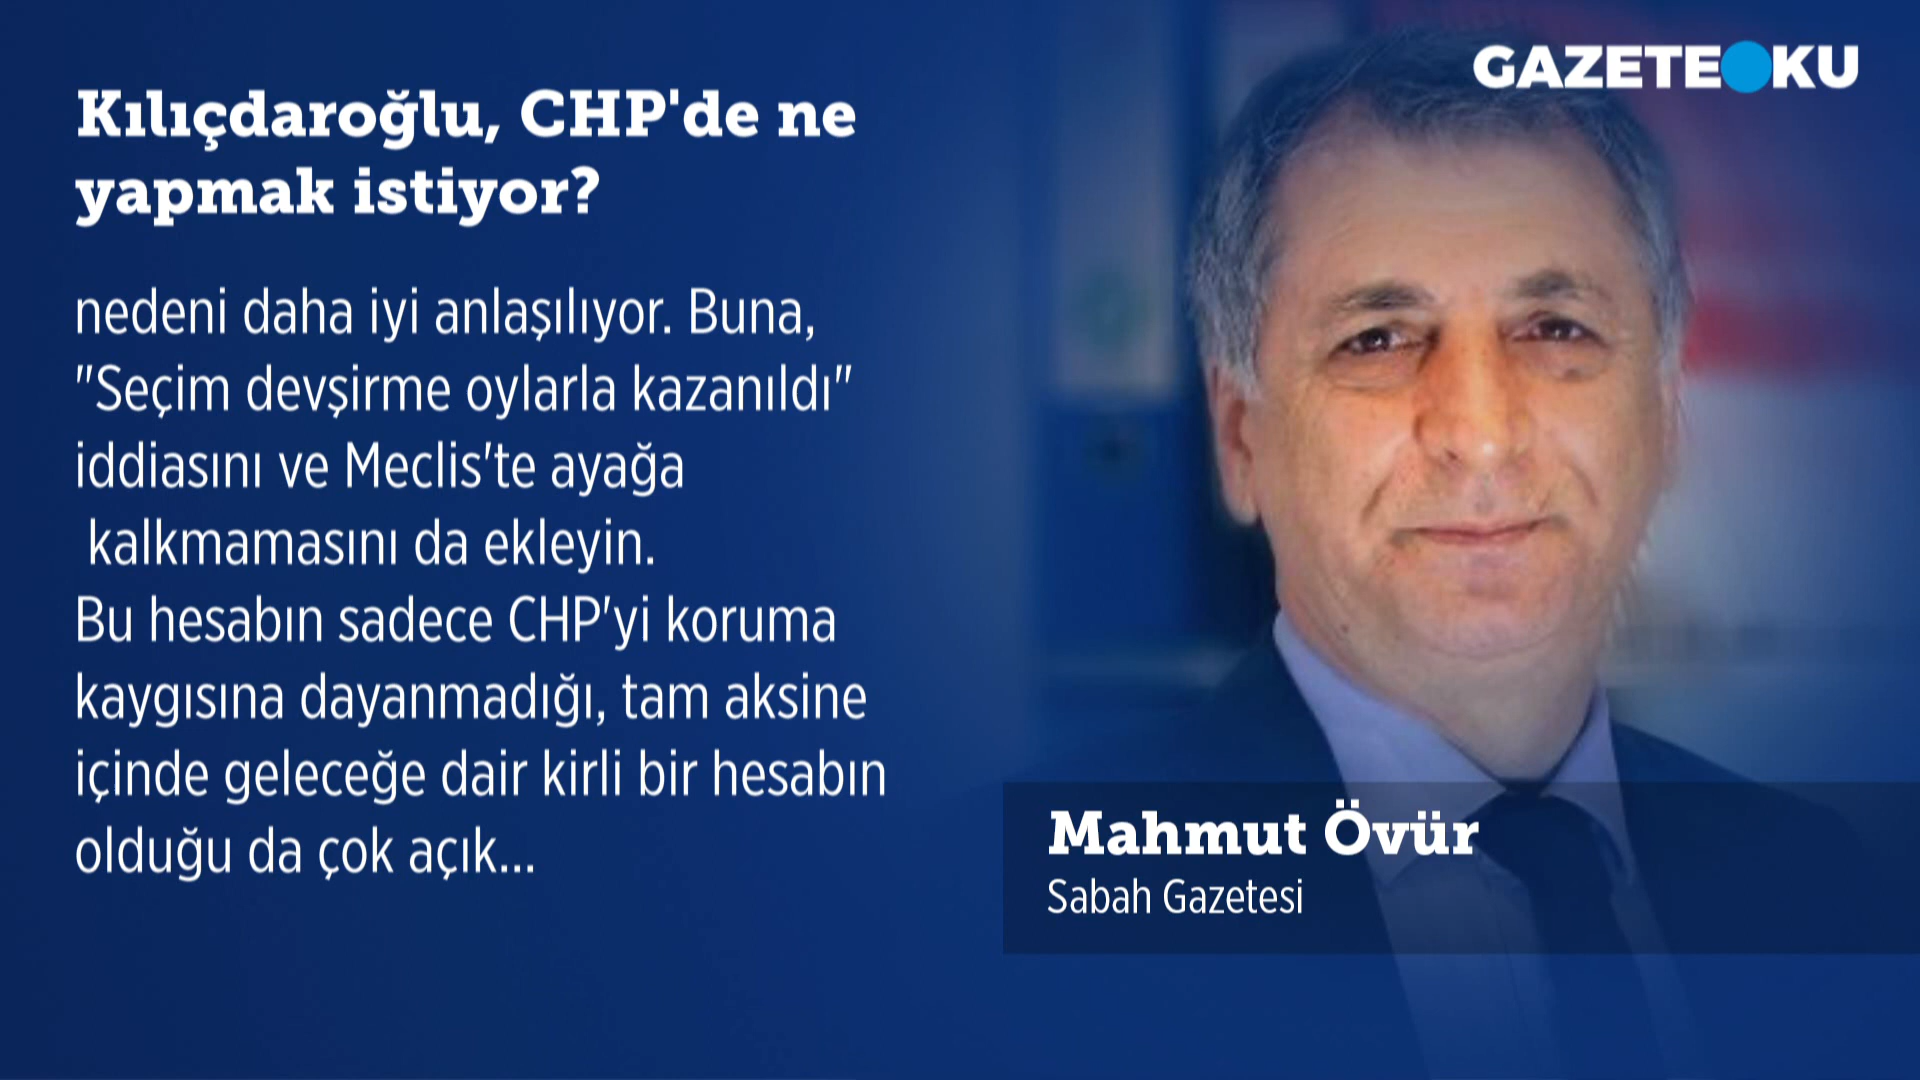 GAZETEOKU
Kılıçdaroğlu, CHP'de ne
yapmak istiyor?
nedeni daha iyi anlaşılıyor. Buna,
"Seçim devşirme oylarla kazanıldı"
iddiasını ve Meclis'te ayağa
kalkmamasını da ekleyin.
Bu hesabın sadece CHP'yi koruma
kaygısına dayanmadığı, tam aksine
içinde geleceğe dair kirli bir hesabın
olduğu da çok açık...
Mahmut Övür
Sabah Gazetesi